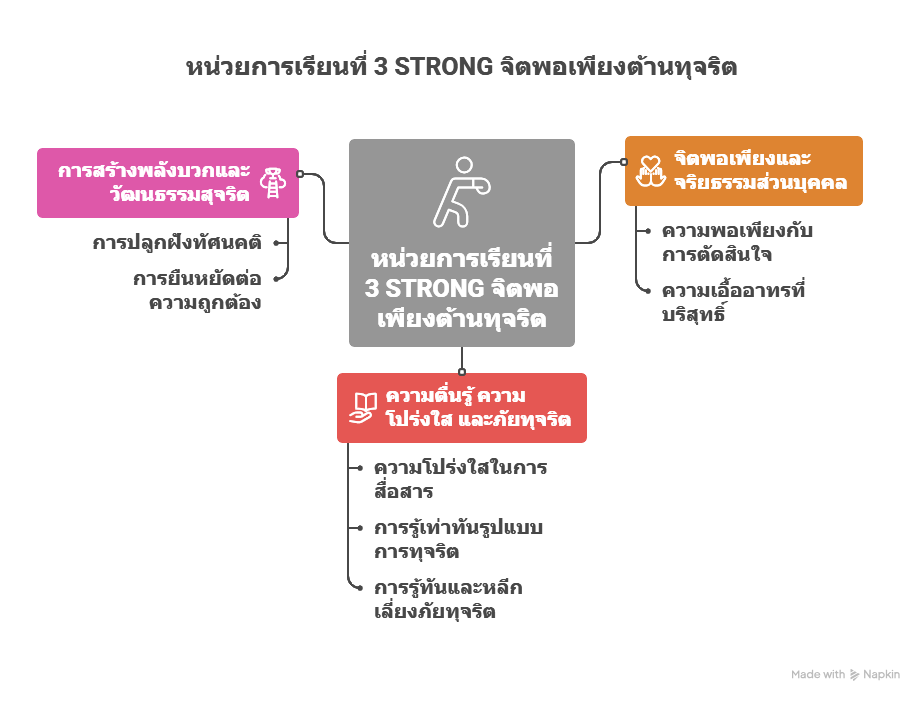 หน่วยการเรียนที่ 3 STRONG จิตพอเพียงต้านทุจริต
การสร้างพลังบวกและ
วัฒนธรรมสุจริต
การปลูกฝังทัศนคติ
การยืนหยัดต่อ
ความถูกต้อง
หน่วยการเรียนที่
3 STRONG จิตพอ
เพียงต้านทุจริต
จิตพอเพียงและ
จริยธรรมส่วนบุคคล
ความพอเพียงกับ
การตัดสินใจ
ความเอื้ออาทรที่
บริสุทธิ์
ความตื่นรู้ ความ
โปร่งใส และภัยทุจริต
ความโปร่งใสในการ
สื่อสาร
การรู้เท่าทันรูปแบบ
การทุจริต
การรู้ทันและหลีก
เลี่ยงภัยทุจริต
Made with Napkin